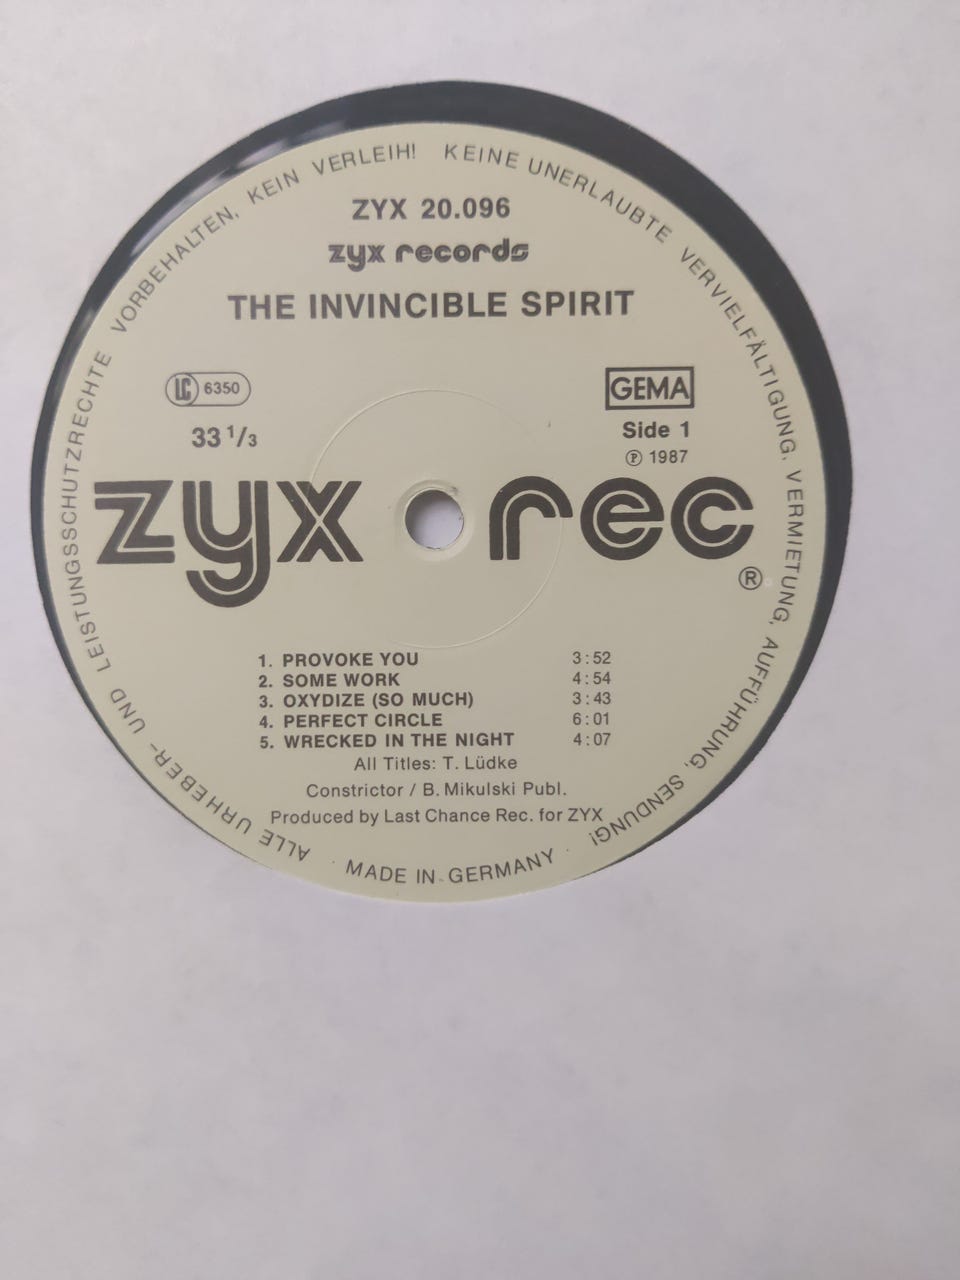 ALLE URHEBER- UND LEISTUNGSSCHUTZRECHTE VORBEHALTEN, KEIN VERLEIH! KEINE UNERLAUBTE VERVIELFÄLTIGUNG, VERMIETUNG, AUFFÜHRUNG, SENDUNG!
ZYX 20.096
zyx records
THE INVINCIBLE SPIRIT
LC 6350
GEMA
33 1/3
Side 1
℗ 1987
zyx rec ®
1. PROVOKE YOU 3:52
2. SOME WORK 4:54
3. OXYDIZE (SO MUCH) 3:43
4. PERFECT CIRCLE 6:01
5. WRECKED IN THE NIGHT 4:07
All Titles: T. Lüdke
Constrictor / B. Mikulski Publ.
Produced by Last Chance Rec. for ZYX
· MADE IN GERMANY ·